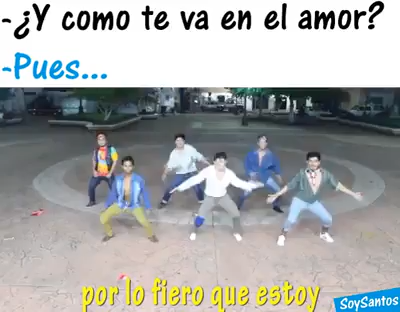 -¿Y como te va en el amor?
-Pues...
por lo fiero que estoy
SoySantos